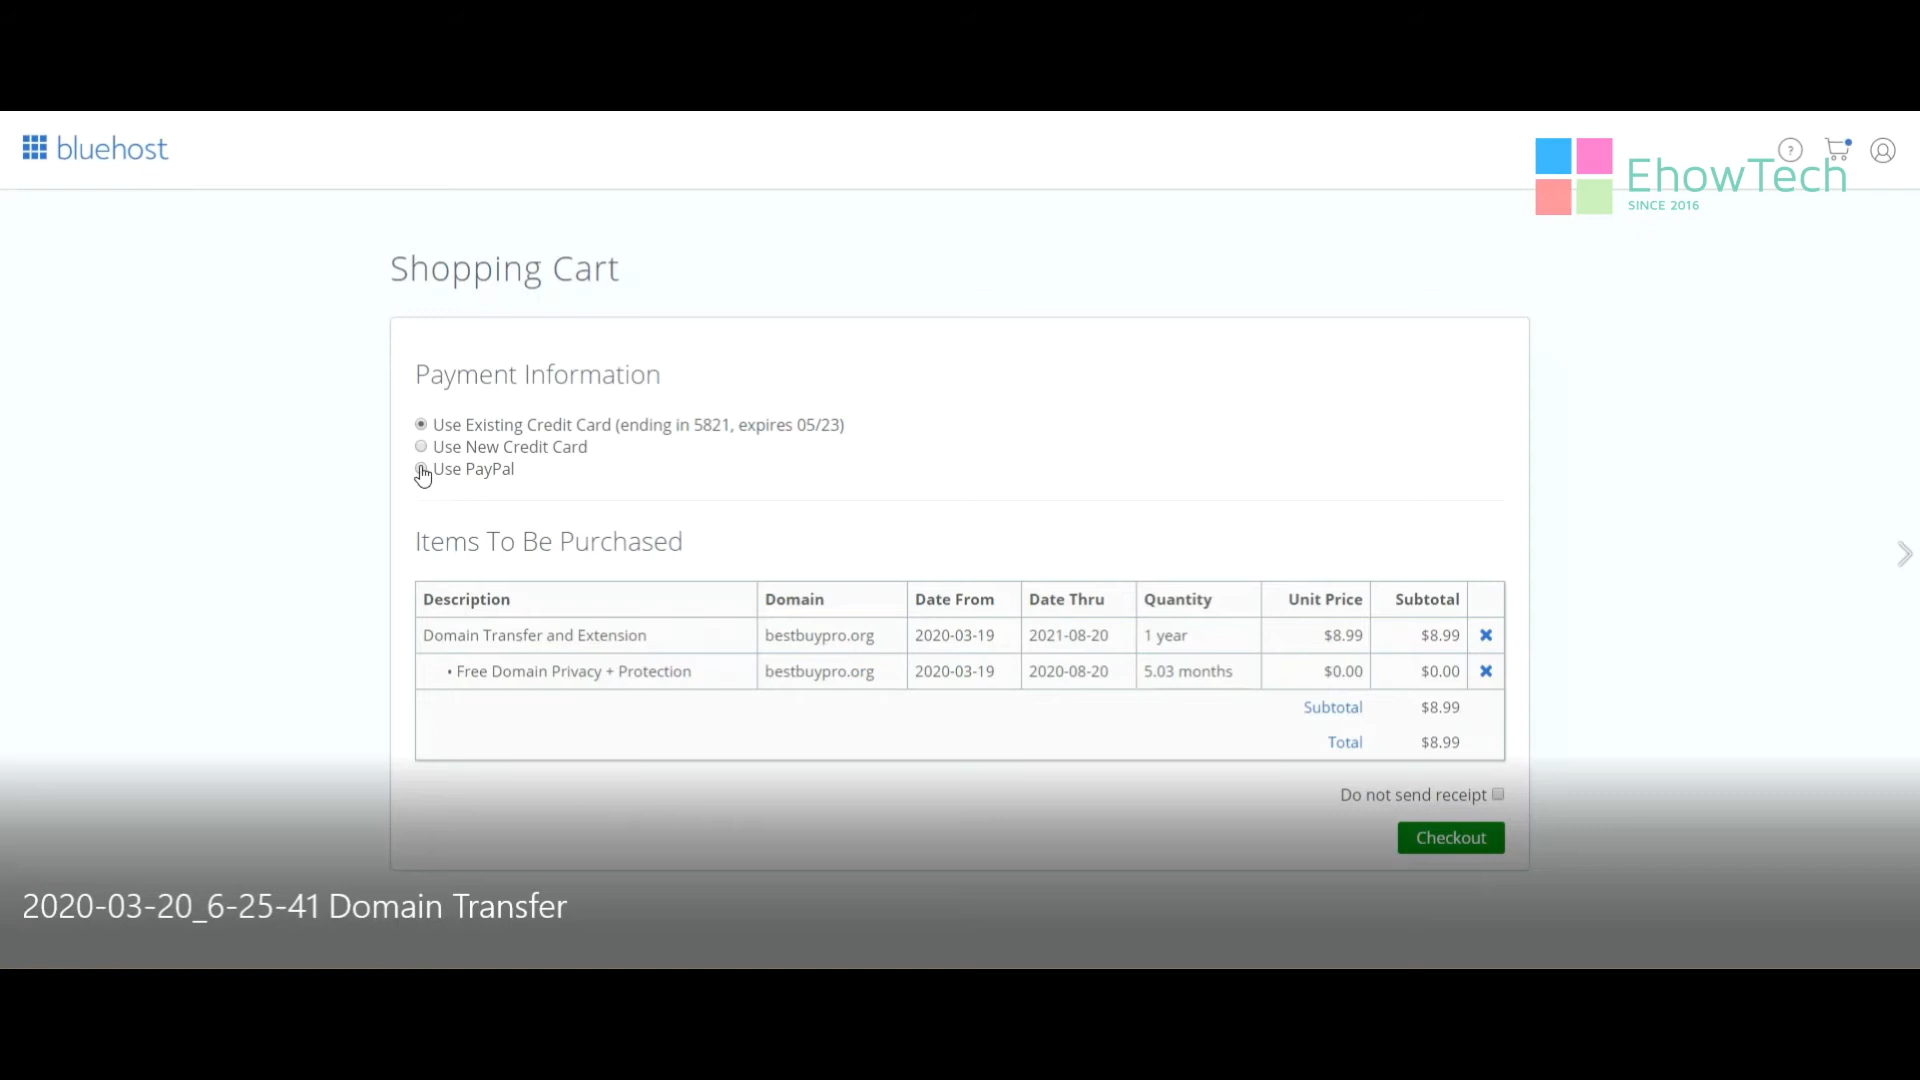 bluehost
?
EhowTech
SINCE 2016
Shopping Cart
Payment Information
Use Existing Credit Card (ending in 5821, expires 05/23)
Use New Credit Card
Use PayPal
Items To Be Purchased
Description Domain Date From Date Thru Quantity Unit Price Subtotal
Domain Transfer and Extension bestbuypro.org 2020-03-19 2021-08-20 1 year $8.99 $8.99
• Free Domain Privacy + Protection bestbuypro.org 2020-03-19 2020-08-20 5.03 months $0.00 $0.00
Subtotal $8.99
Total $8.99
Do not send receipt
Checkout
2020-03-20_6-25-41 Domain Transfer